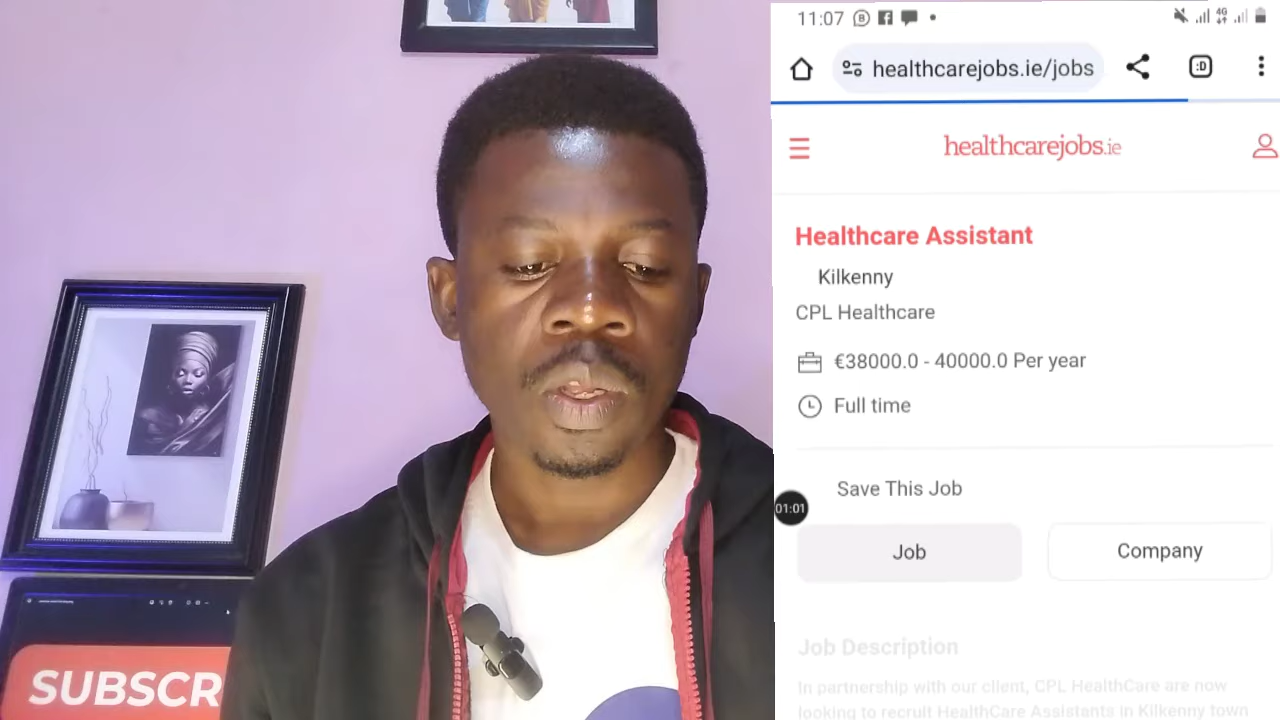 11:07
4G
healthcarejobs.ie/jobs
:D
healthcarejobs.ie
Healthcare Assistant
Kilkenny
CPL Healthcare
€38000.0 - 40000.0 Per year
Full time
Save This Job
01:01
Job
Company
Job Description
In partnership with our client, CPL HealthCare are now
looking to recruit HealthCare Assistants in Kilkenny town
SUBSCR